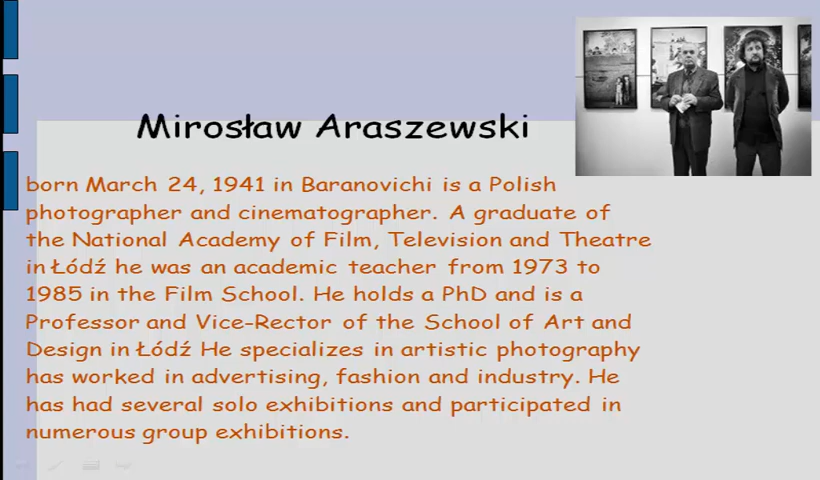 Mirosław Araszewski
born March 24, 1941 in Baranovichi is a Polish
photographer and cinematographer. A graduate of
the National Academy of Film, Television and Theatre
in Łódź he was an academic teacher from 1973 to
1985 in the Film School. He holds a PhD and is a
Professor and Vice-Rector of the School of Art and
Design in Łódź He specializes in artistic photography
has worked in advertising, fashion and industry. He
has had several solo exhibitions and participated in
numerous group exhibitions.